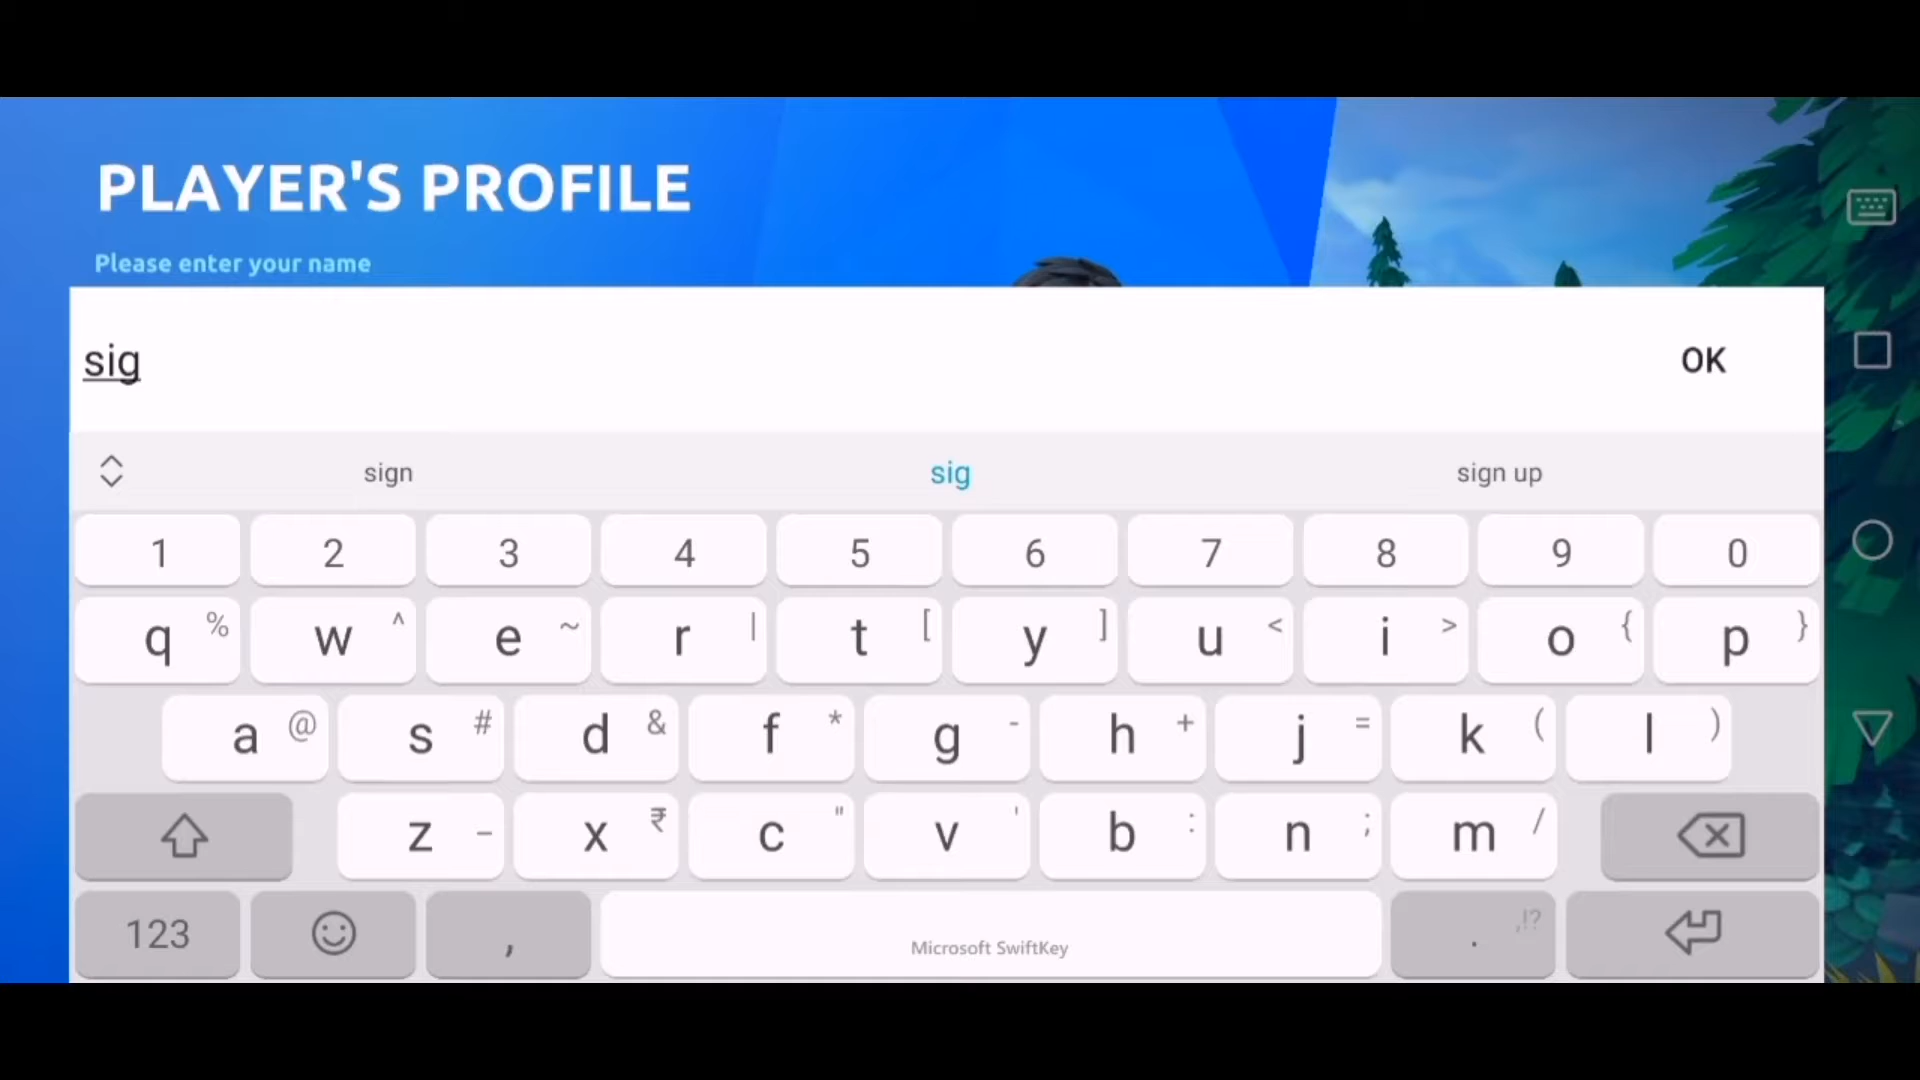 PLAYER'S PROFILE
Please enter your name
sig
OK
sign sig sign up
1 2 3 4 5 6 7 8 9 0
q % w ^ e ~ r | t [ y ] u < i > o { p }
a @ s # d & f * g - h + j = k ( l )
z _ x ₹ c " v ' b : n ; m /
123 , Microsoft SwiftKey . ,!?